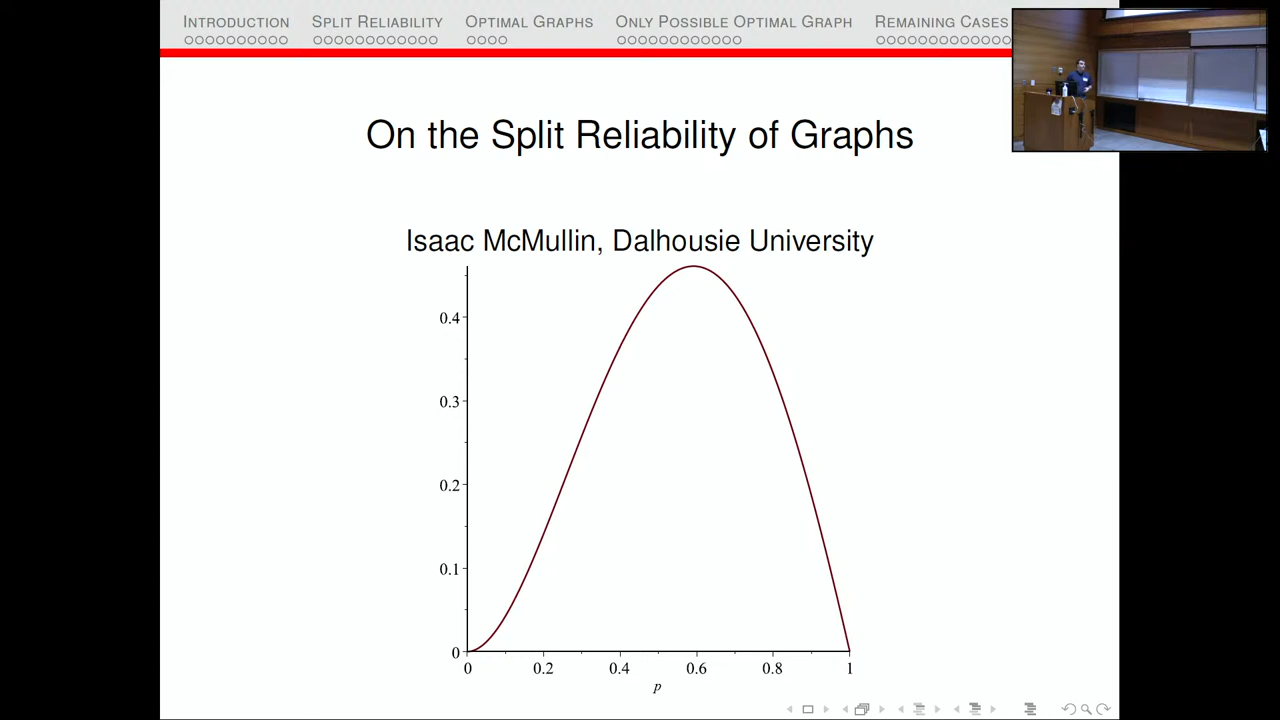 INTRODUCTION SPLIT RELIABILITY OPTIMAL GRAPHS ONLY POSSIBLE OPTIMAL GRAPH REMAINING CASES
On the Split Reliability of Graphs
Isaac McMullin, Dalhousie University
0.4
0.3
0.2
0.1
0
0 0.2 0.4 0.6 0.8 1
p